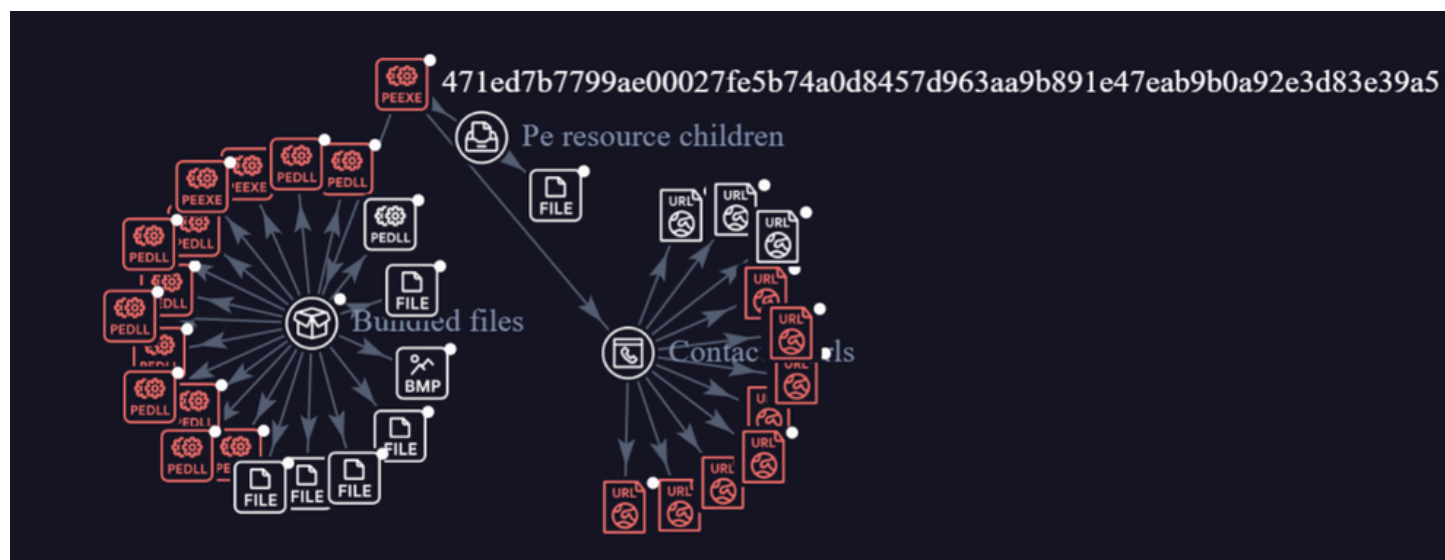 PEEXE
471ed7b7799ae00027fe5b74a0d8457d963aa9b891e47eab9b0a92e3d83e39a5
Pe resource children
FILE
PEDLL
PEDLL
PEEXE
PEDLL
PEDLL
FILE
Bundled files
BMP
FILE
PEDLL
PEDLL
PEDLL
FILE
FILE
FILE
URL
URL
URL
URL
URL
URL
URL
URL
URL
URL